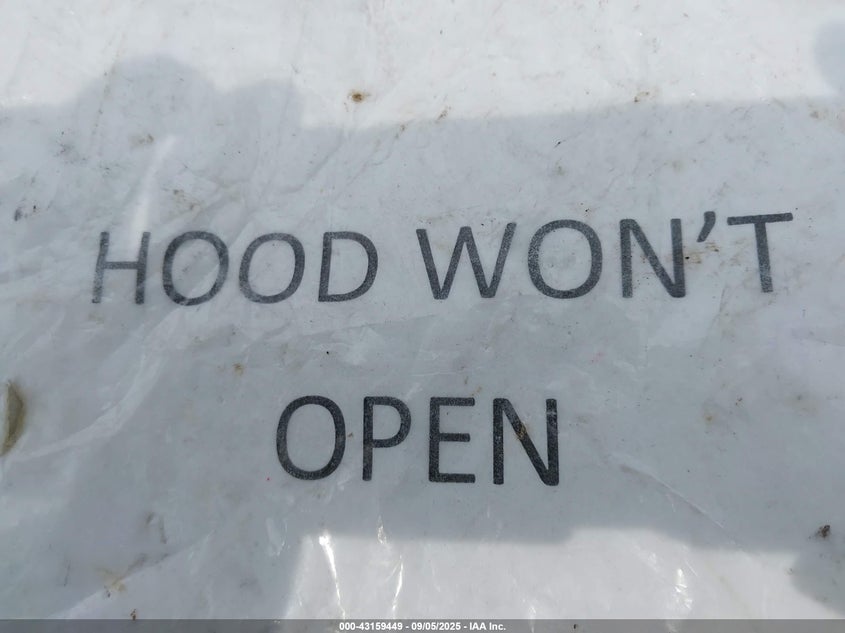 HOOD WON’T
OPEN
000-43159449 - 09/05/2025 - IAA Inc.